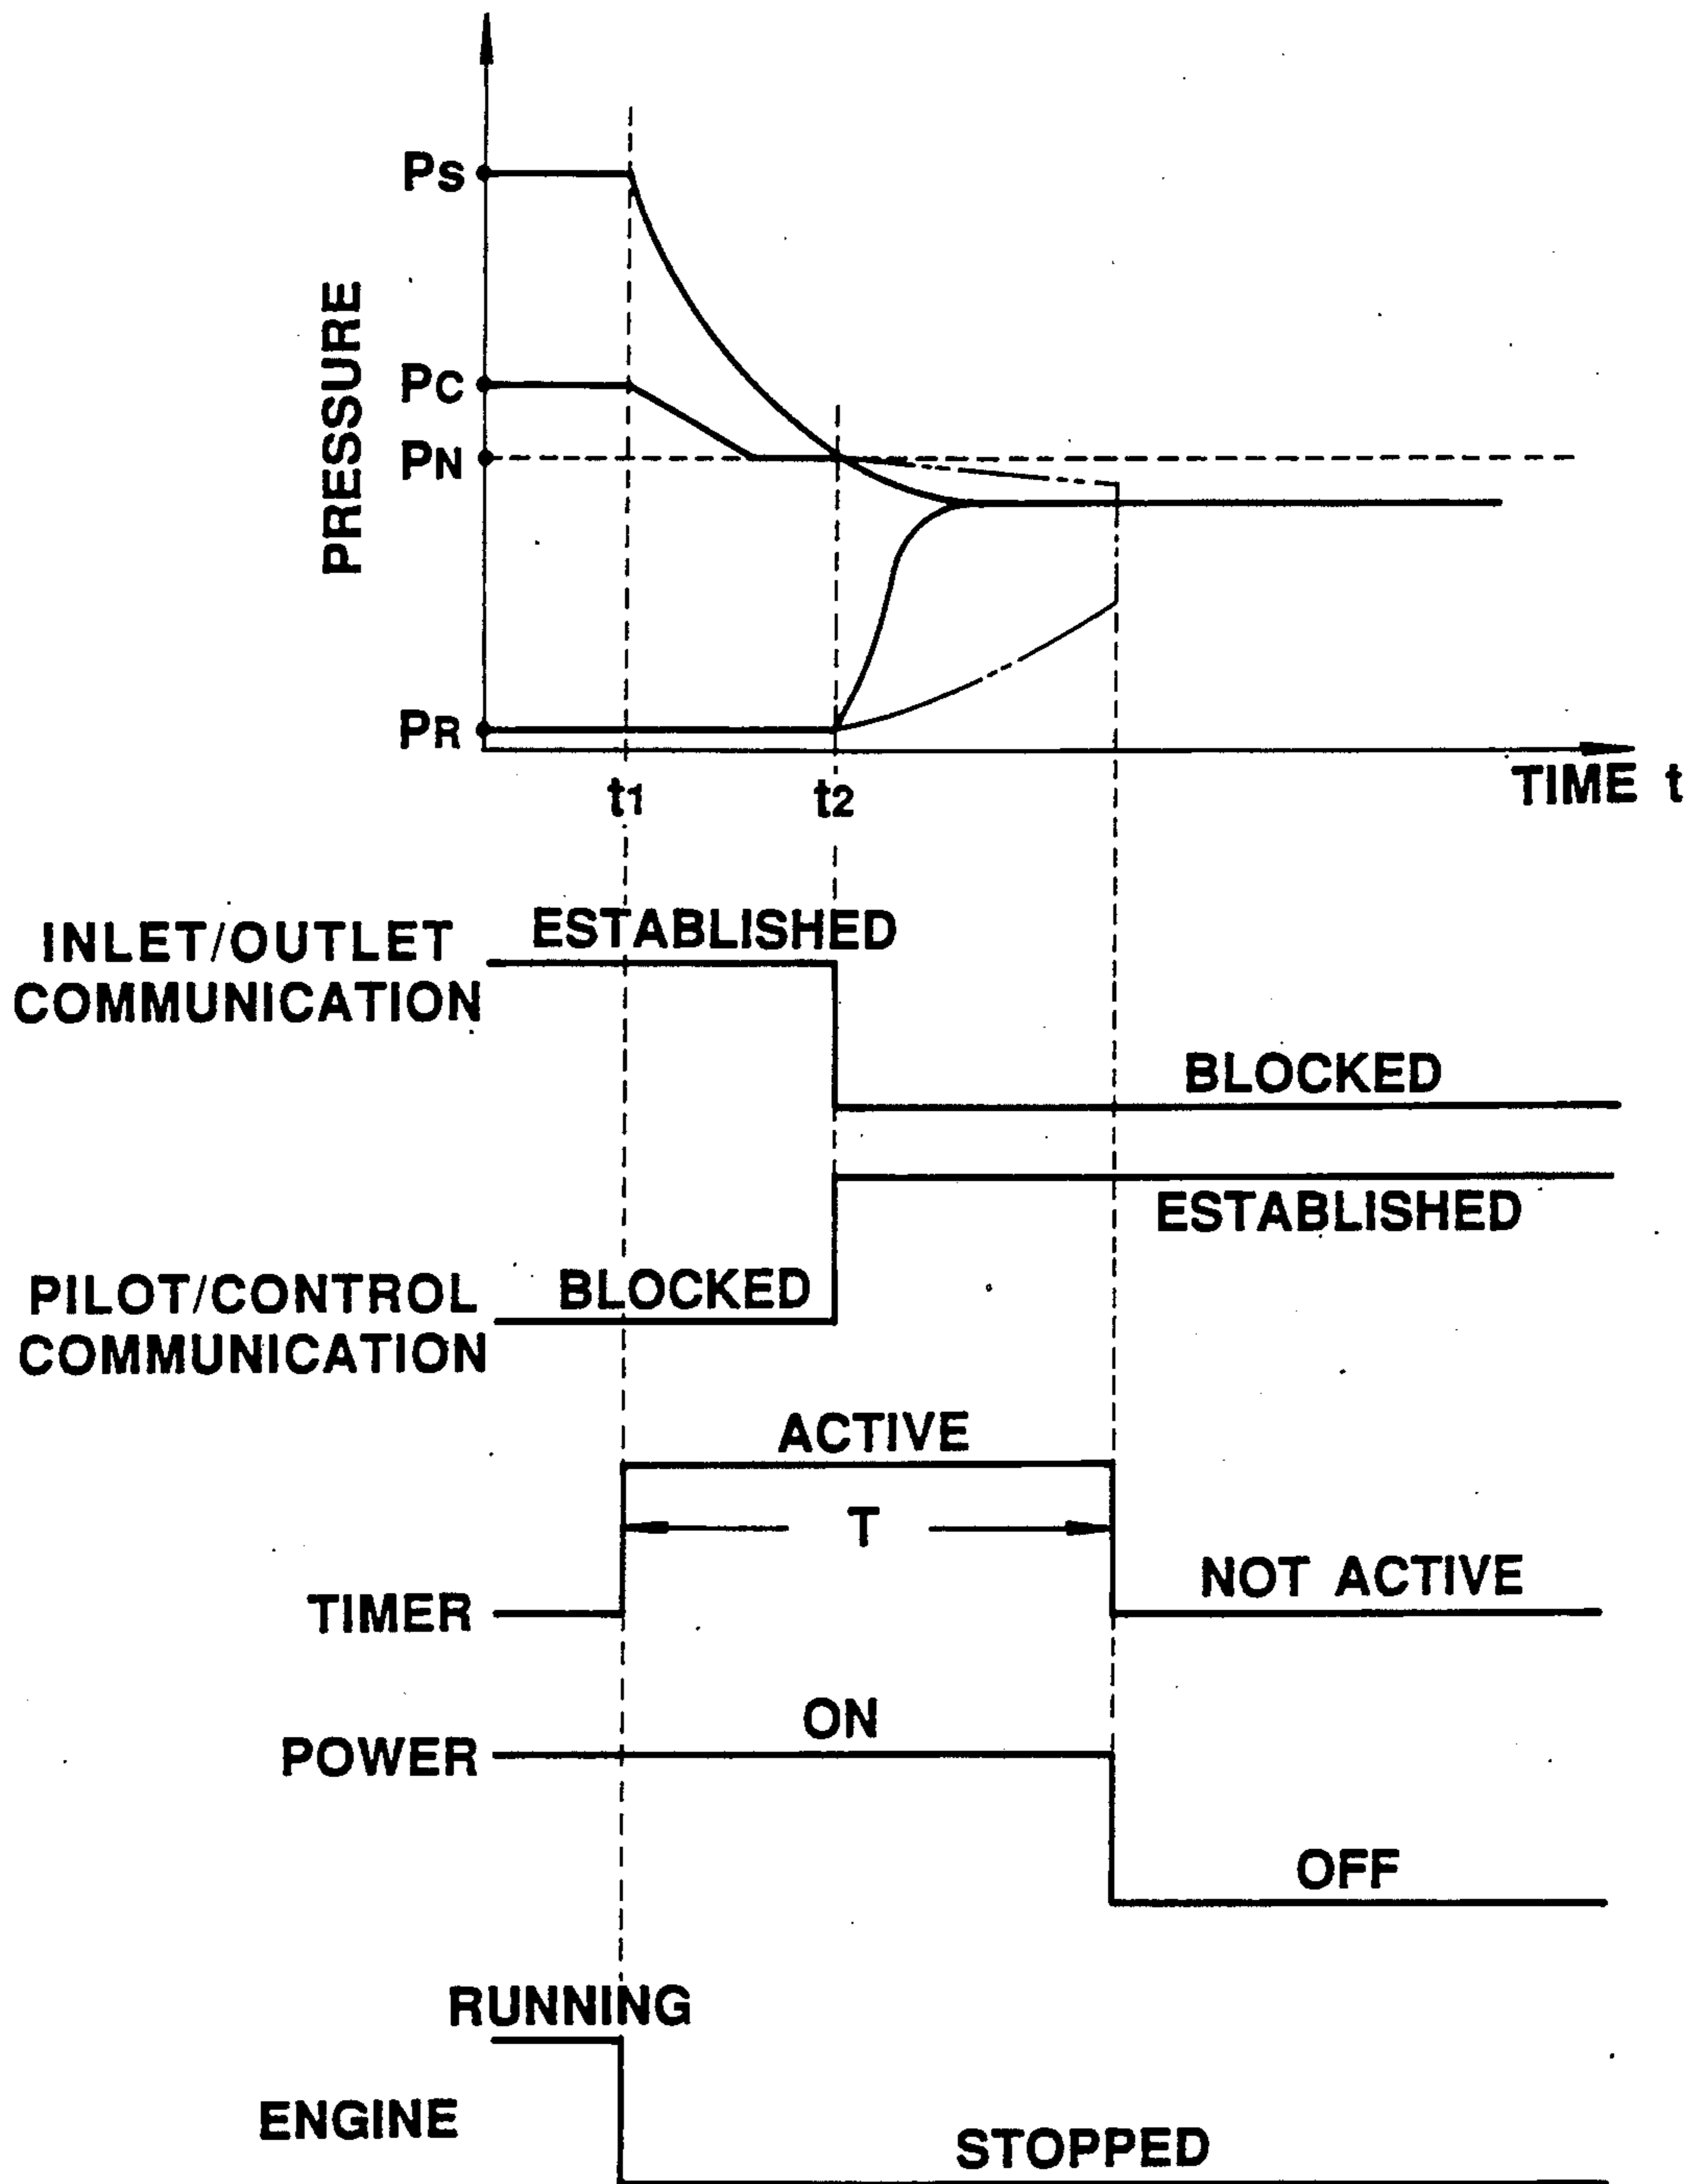 PRESSURE
Ps
Pc
PN
PR
t1
t2
TIME t
INLET/OUTLET
COMMUNICATION
ESTABLISHED
BLOCKED
PILOT/CONTROL
COMMUNICATION
BLOCKED
ESTABLISHED
TIMER
ACTIVE
T
NOT ACTIVE
POWER
ON
OFF
ENGINE
RUNNING
STOPPED